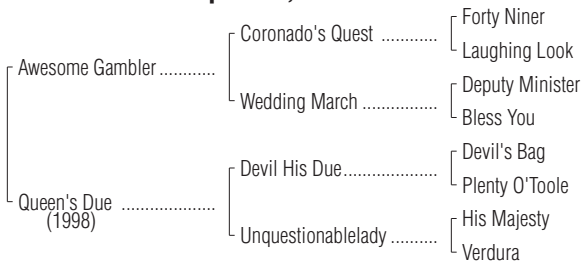 Forty Niner
Coronado's Quest ............
Laughing Look
Awesome Gambler ............
Deputy Minister
Wedding March ................
Bless You
Devil's Bag
Devil His Due....................
Plenty O'Toole
Queen's Due ....................
(1998)
His Majesty
Unquestionablelady ..........
Verdura